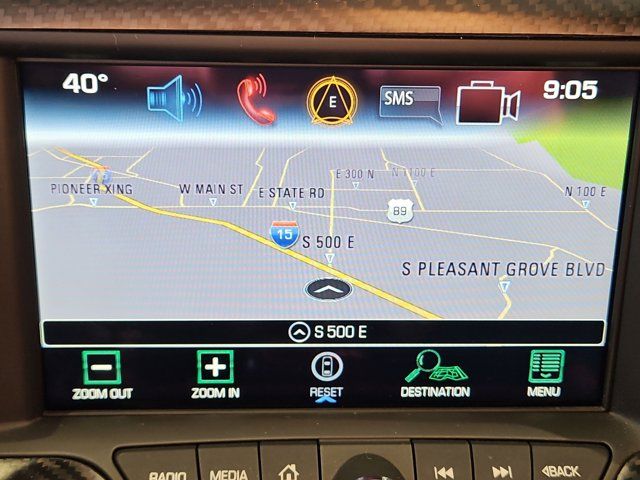 40°
E
SMS
9:05
E 300 N
N 1100 E
PIONEER XING
W MAIN ST
E STATE RD
N 100 E
89
15
S 500 E
S PLEASANT GROVE BLVD
S 500 E
ZOOM OUT
ZOOM IN
RESET
DESTINATION
MENU
RADIO
MEDIA
BACK